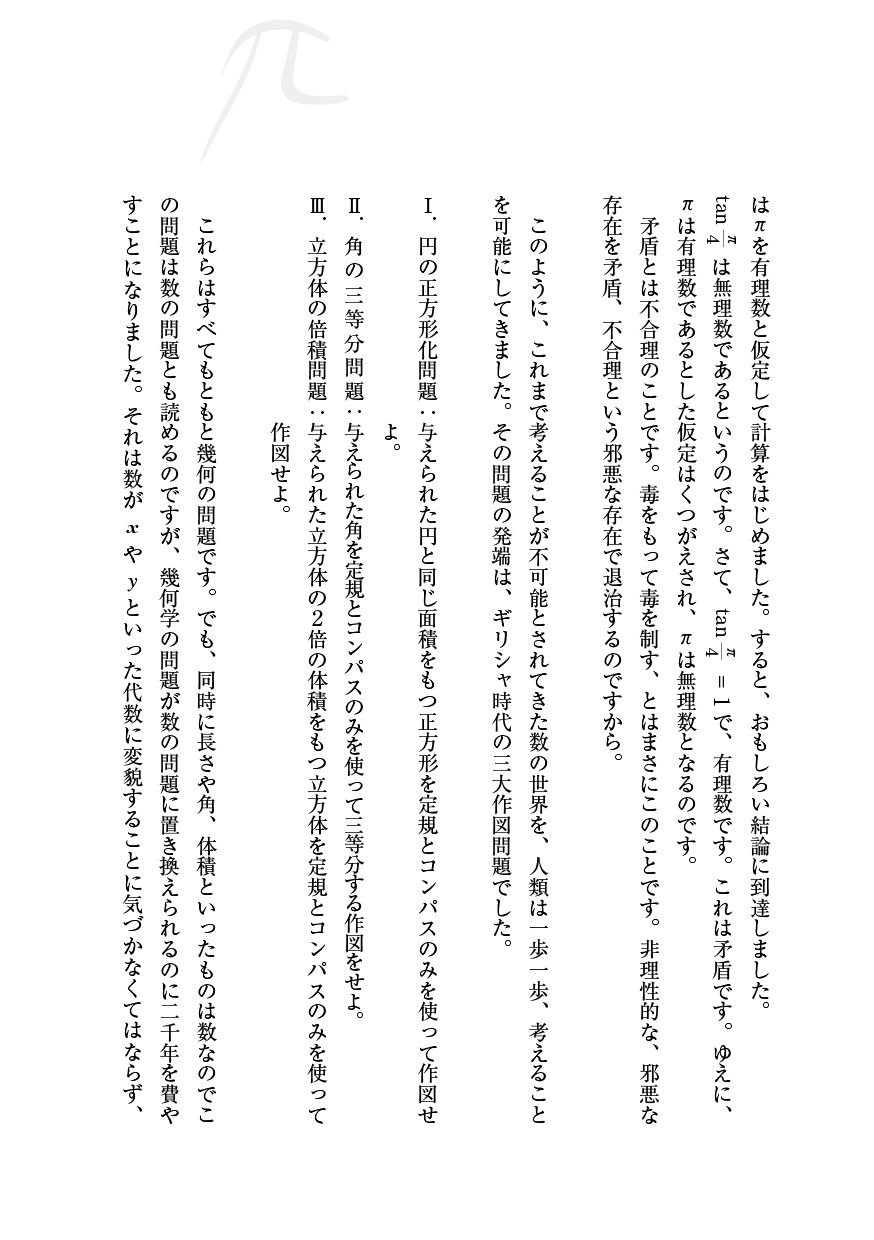 はπを有理数と仮定して計算をはじめました。すると、おもしろい結論に到達しました。
tan π/4 は無理数であるというのです。さて、tan π/4 = 1で、有理数です。これは矛盾です。ゆえに、
πは有理数であるとした仮定はくつがえされ、πは無理数となるのです。
矛盾とは不合理のことです。毒をもって毒を制す、とはまさにこのことです。非理性的な、邪悪な
存在を矛盾、不合理という邪悪な存在で退治するのですから。
このように、これまで考えることが不可能とされてきた数の世界を、人類は一歩一歩、考えること
を可能にしてきました。その問題の発端は、ギリシャ時代の三大作図問題でした。
Ⅰ．円の正方形化問題：与えられた円と同じ面積をもつ正方形を定規とコンパスのみを使って作図せ
よ。
Ⅱ．角の三等分問題：与えられた角を定規とコンパスのみを使って三等分する作図をせよ。
Ⅲ．立方体の倍積問題：与えられた立方体の２倍の体積をもつ立方体を定規とコンパスのみを使って
作図せよ。
これらはすべてもともと幾何の問題です。でも、同時に長さや角、体積といったものは数なのでこ
の問題は数の問題とも読めるのですが、幾何学の問題が数の問題に置き換えられるのに二千年を費や
すことになりました。それは数がxやyといった代数に変貌することに気づかなくてはならず、
π